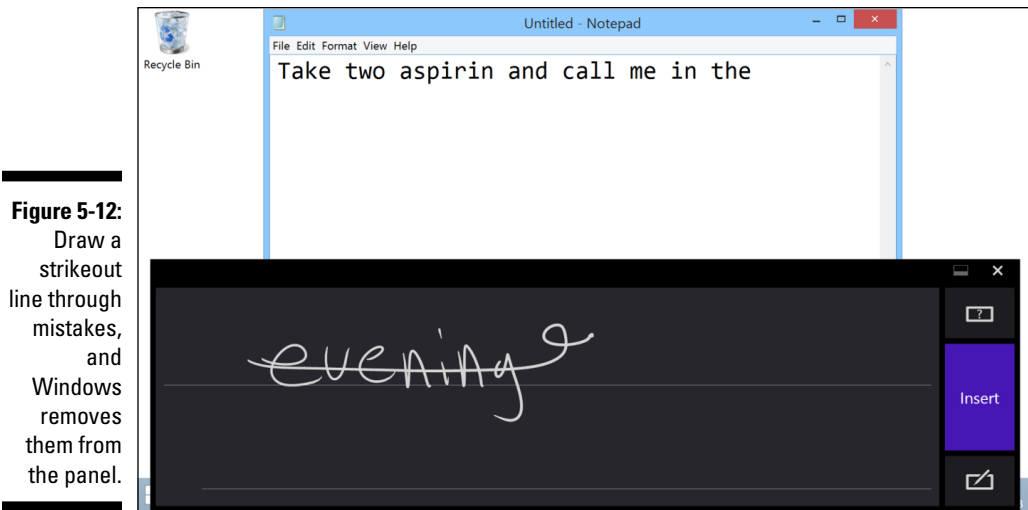 Untitled - Notepad
Recycle Bin
File Edit Format View Help
Take two aspirin and call me in the
Figure 5-12:
Draw a
strikeout
line through
mistakes,
and
Windows
removes
them from
the panel.
evening
?
Insert